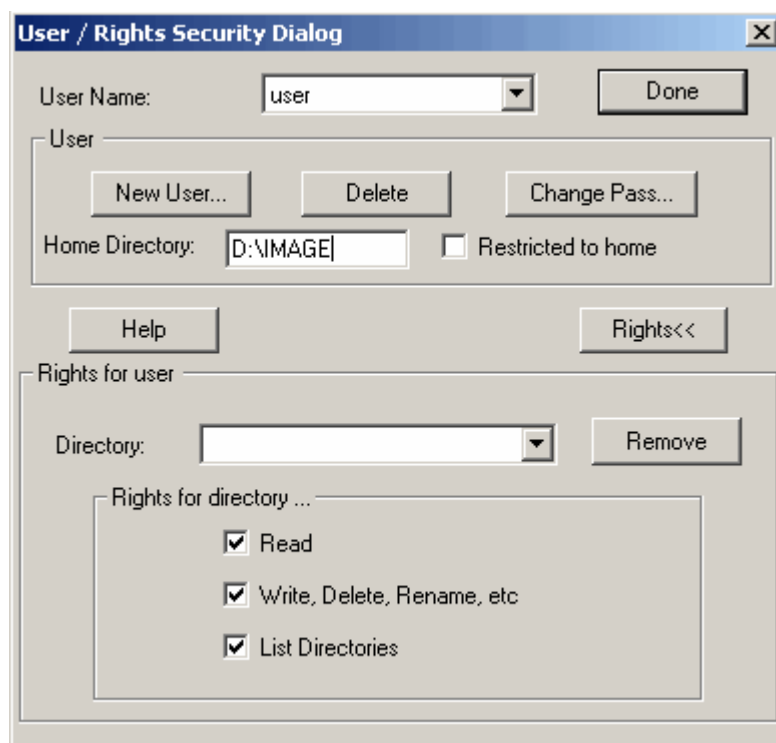 User / Rights Security Dialog
User Name: user Done
User
New User... Delete Change Pass...
Home Directory: D:\IMAGE Restricted to home
Help Rights<<
Rights for user
Directory: Remove
Rights for directory ...
Read
Write, Delete, Rename, etc
List Directories